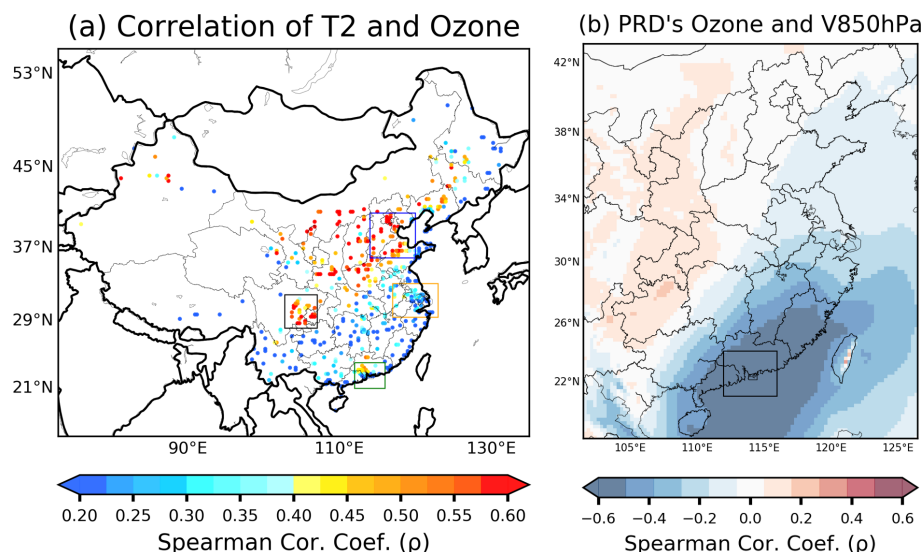 (a) Correlation of T2 and Ozone
53°N
45°N
37°N
29°N
21°N
90°E 110°E 130°E
0.20 0.25 0.30 0.35 0.40 0.45 0.50 0.55 0.60
Spearman Cor. Coef. (ρ)
(b) PRD's Ozone and V850hPa
42°N
38°N
34°N
30°N
26°N
22°N
105°E 110°E 115°E 120°E 125°E
−0.6 −0.4 −0.2 0.0 0.2 0.4 0.6
Spearman Cor. Coef. (ρ)